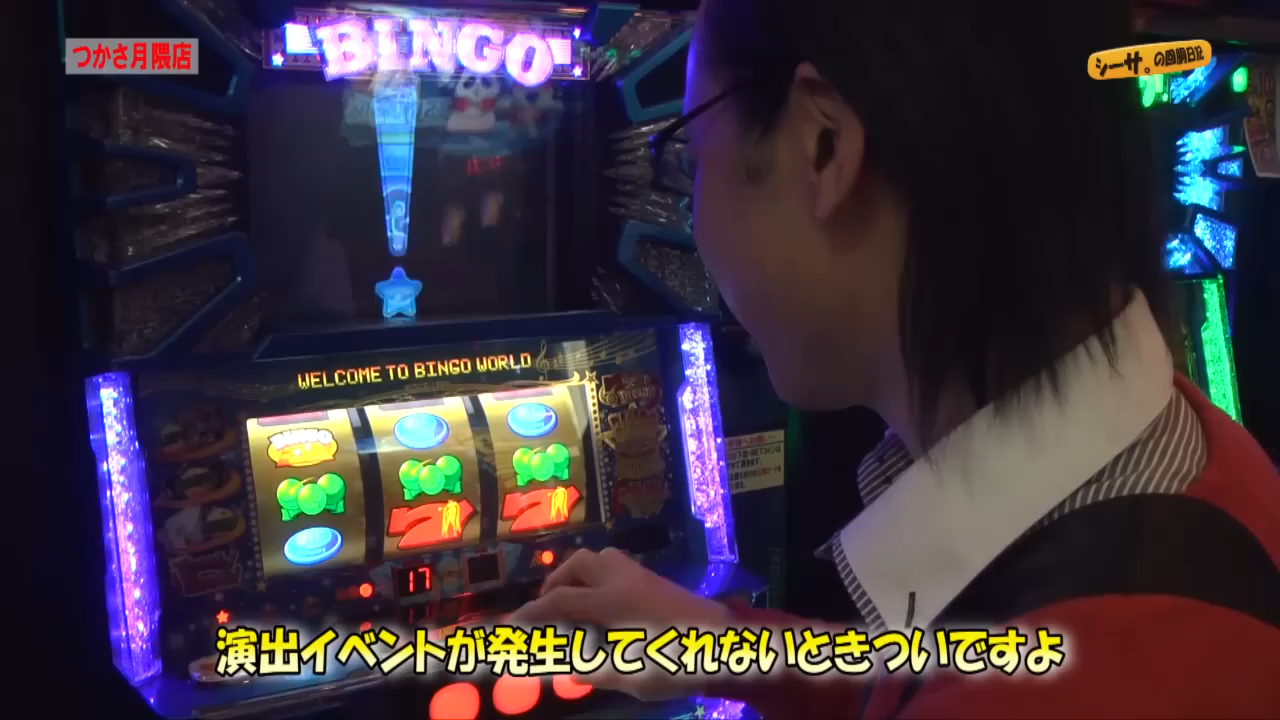 つかさ月隈店
シーサ。の回胴日記
BINGO
WELCOME TO BINGO WORLD
BINGO
17
演出イベントが発生してくれないときついですよ